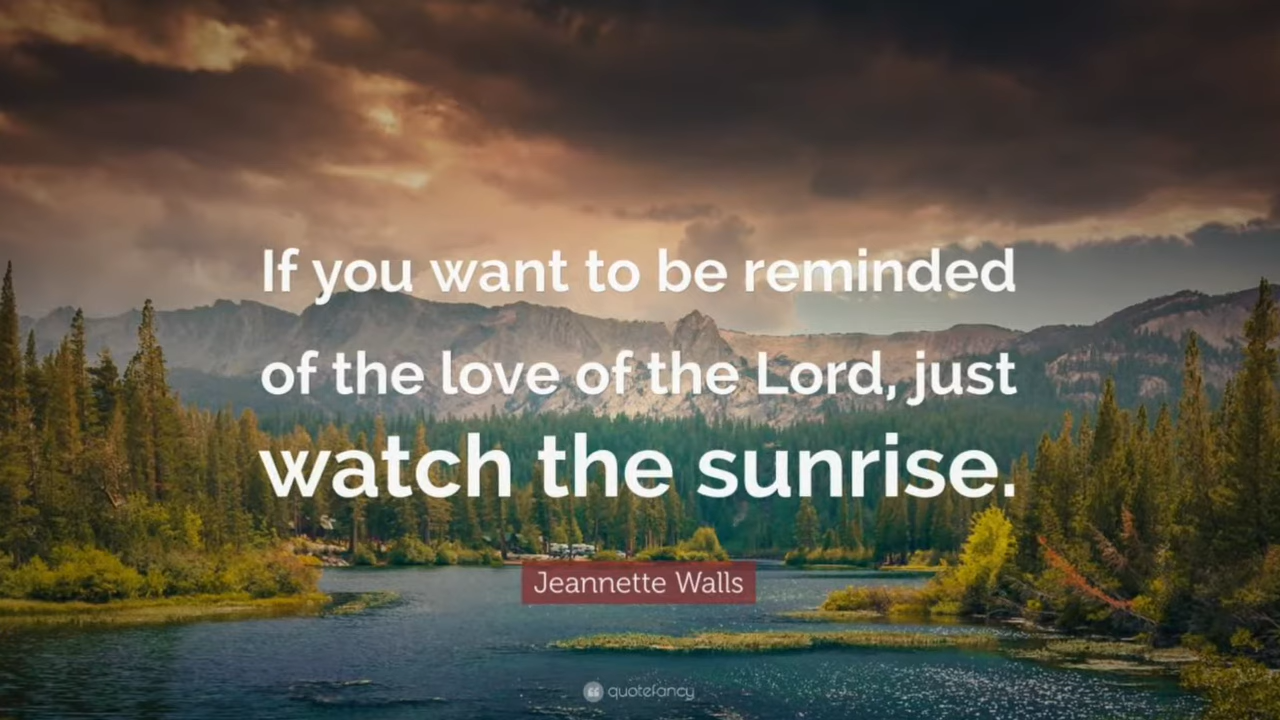 If you want to be reminded
of the love of the Lord, just
watch the sunrise.
Jeannette Walls
quotefancy